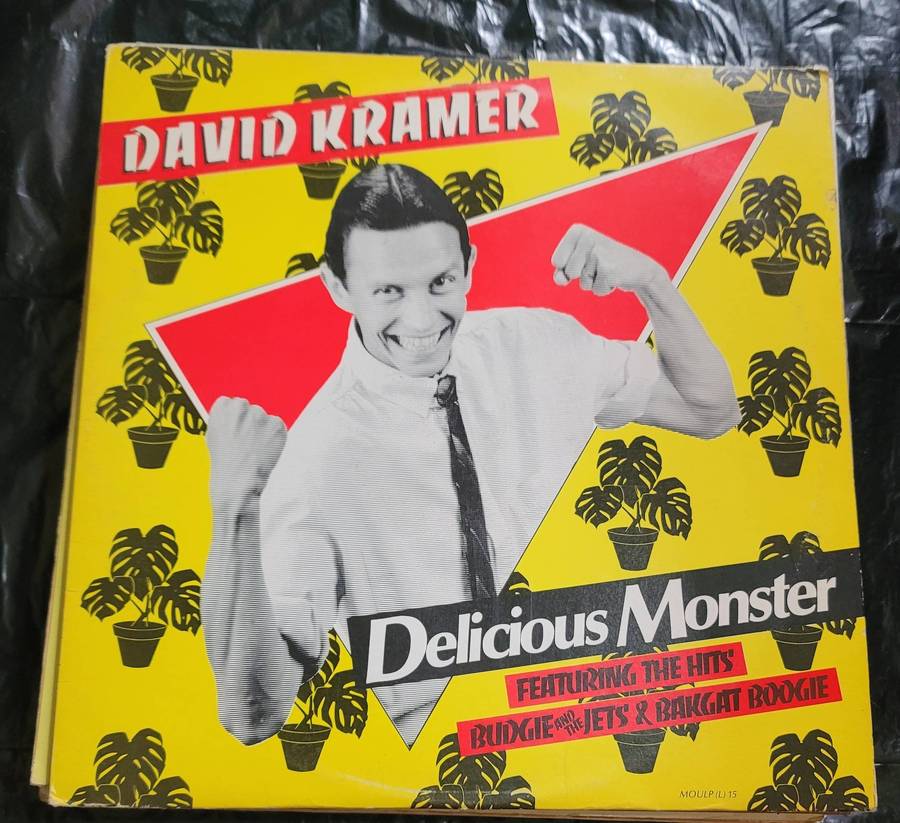 DAVID KRAMER
Delicious Monster
FEATURING THE HITS'
BUDGIE AND THE JETS' & BAKGAT BOOGIE
MOULP (L) 15